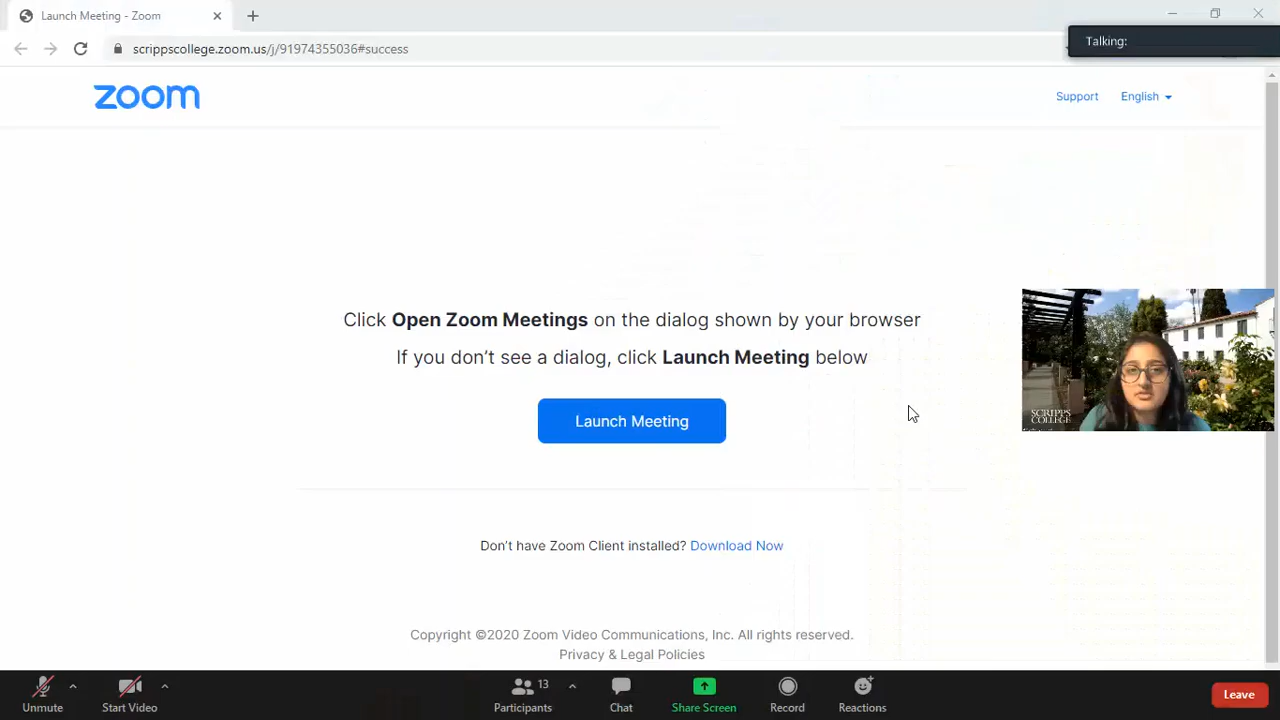 Launch Meeting - Zoom
scrippscollege.zoom.us/j/91974355036#success
Talking:
zoom
Support English
Click Open Zoom Meetings on the dialog shown by your browser
If you don't see a dialog, click Launch Meeting below
Launch Meeting
SCRIPPS
COLLEGE
Don't have Zoom Client installed? Download Now
Copyright ©2020 Zoom Video Communications, Inc. All rights reserved.
Privacy & Legal Policies
Unmute
Start Video
13
Participants
Chat
Share Screen
Record
Reactions
Leave